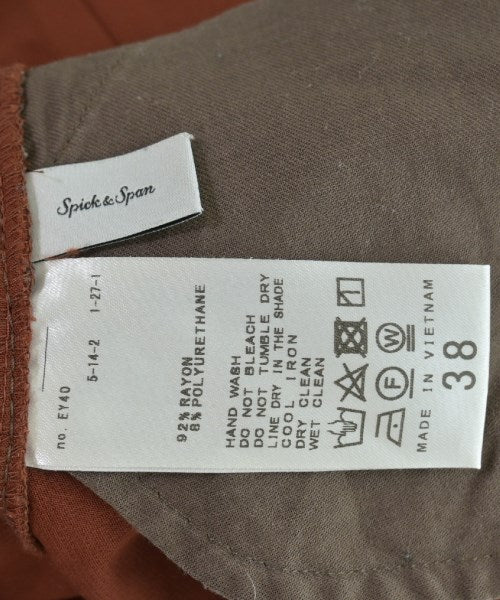 Spick & Span
no. EY40
5-14-2 1-27-1
92% RAYON
8% POLYURETHANE
HAND WASH
DO NOT BLEACH
DO NOT TUMBLE DRY
LINE DRY IN THE SHADE
COOL IRON
DRY CLEAN
WET CLEAN
F
W
MADE IN VIETNAM
38